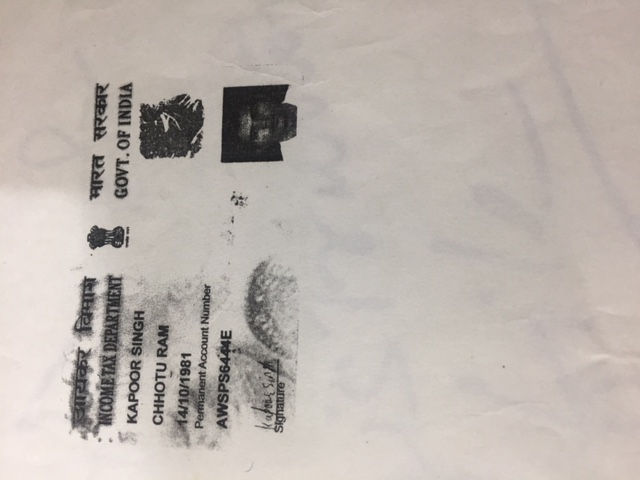 आयकर विभाग
INCOME TAX DEPARTMENT
भारत सरकार
GOVT. OF INDIA
KAPOOR SINGH
CHHOTU RAM
14/10/1981
Permanent Account Number
AWSPS6444E
Kapoor Singh
Signature